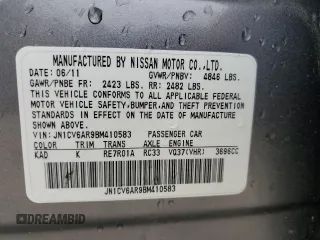 MANUFACTURED BY NISSAN MOTOR CO.,LTD.
DATE: 06/11 GVWR/PNBV: 4846 LBS.
GAWR/PNBE FR: 2423 LBS. RR: 2482 LBS.
THIS VEHICLE CONFORMS TO ALL APPLICABLE FEDERAL
MOTOR VEHICLE SAFETY,BUMPER,AND THEFT PREVENTION
STANDARDS IN EFFECT ON THE DATE OF MANUFACTURE
SHOWN ABOVE.
VIN: JN1CV6AR9BM410583 PASSENGER CAR
COLOR TRIM TRANS AXLE ENGINE
KAD K RE7R01A RC33 VQ37(VHR) 3696CC
JN1CV6AR9BM410583
DREAMBID